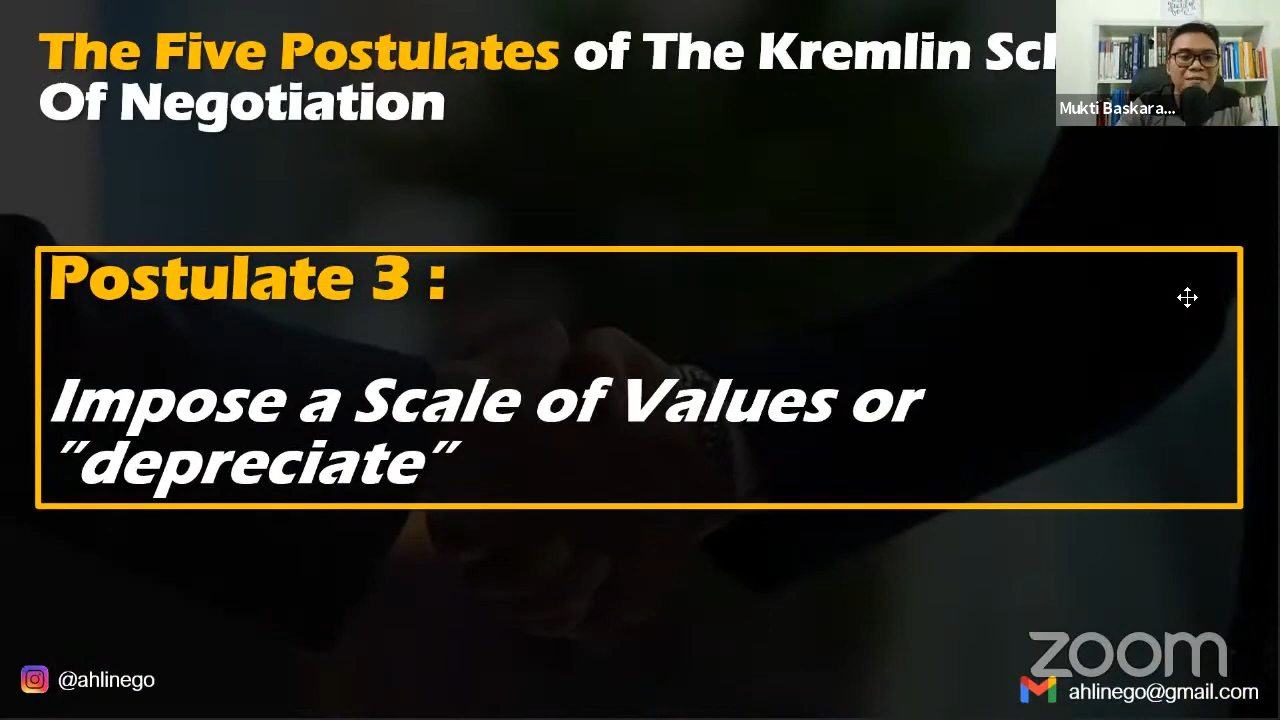 The Five Postulates of The Kremlin Sch
Of Negotiation
Mukti Baskara...
Postulate 3 :
Impose a Scale of Values or
"depreciate"
zoom
@ahlinego
ahlinego@gmail.com